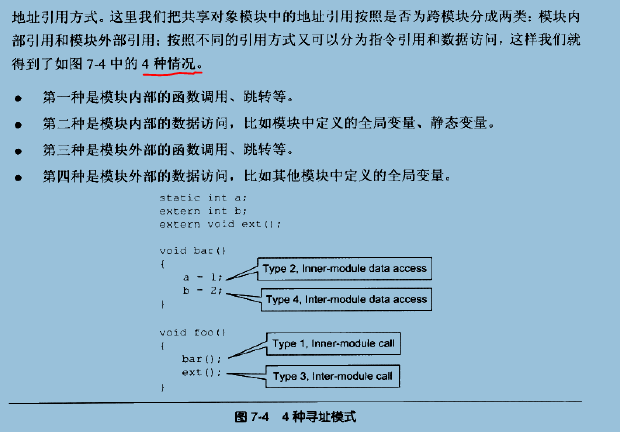 地址引用方式。这里我们把共享对象模块中的地址引用按照是否为跨模块分成两类：模块内
部引用和模块外部引用；按照不同的引用方式又可以分为指令引用和数据访问，这样我们就
得到了如图 7-4 中的 4 种情况。
● 第一种是模块内部的函数调用、跳转等。
● 第二种是模块内部的数据访问，比如模块中定义的全局变量、静态变量。
● 第三种是模块外部的函数调用、跳转等。
● 第四种是模块外部的数据访问，比如其他模块中定义的全局变量。
static int a;
extern int b;
extern void ext();
void bar()
{
a = 1;
Type 2, Inner-module data access
b = 2;
Type 4, Inter-module data access
}
void foo()
{
Type 1, Inner-module call
bar();
ext();
Type 3, Inter-module call
}
图 7-4 4 种寻址模式